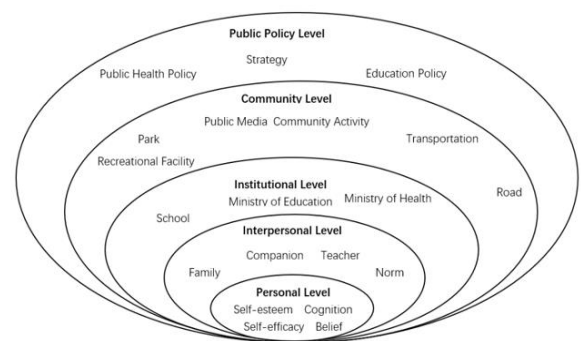 Public Policy Level
Strategy
Public Health Policy
Education Policy
Community Level
Public Media Community Activity
Park
Transportation
Recreational Facility
Institutional Level
Ministry of Education
Ministry of Health
Road
School
Interpersonal Level
Companion Teacher
Family
Norm
Personal Level
Self-esteem Cognition
Self-efficacy Belief